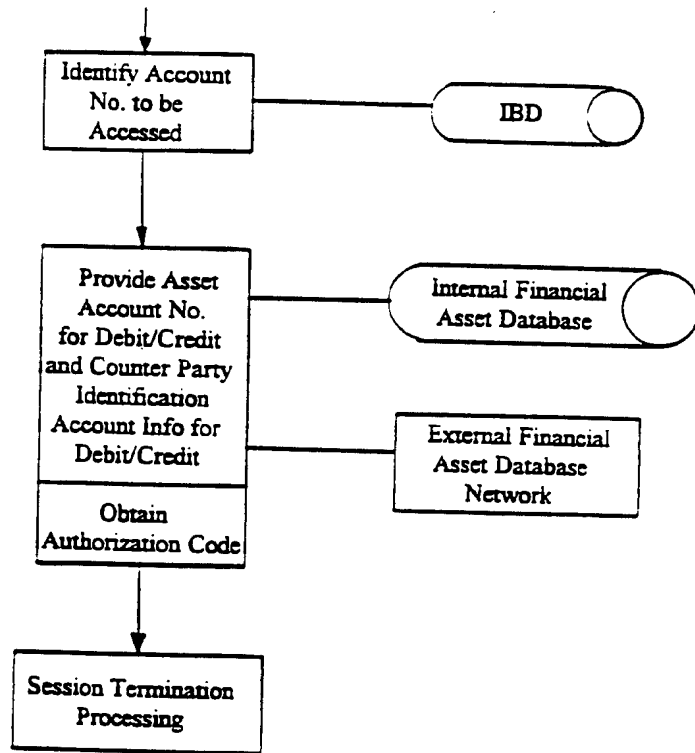 Identify Account
No. to be
Accessed
IBD
Provide Asset
Account No.
for Debit/Credit
and Counter Party
Identification
Account Info for
Debit/Credit
Internal Financial
Asset Database
External Financial
Asset Database
Network
Obtain
Authorization Code
Session Termination
Processing